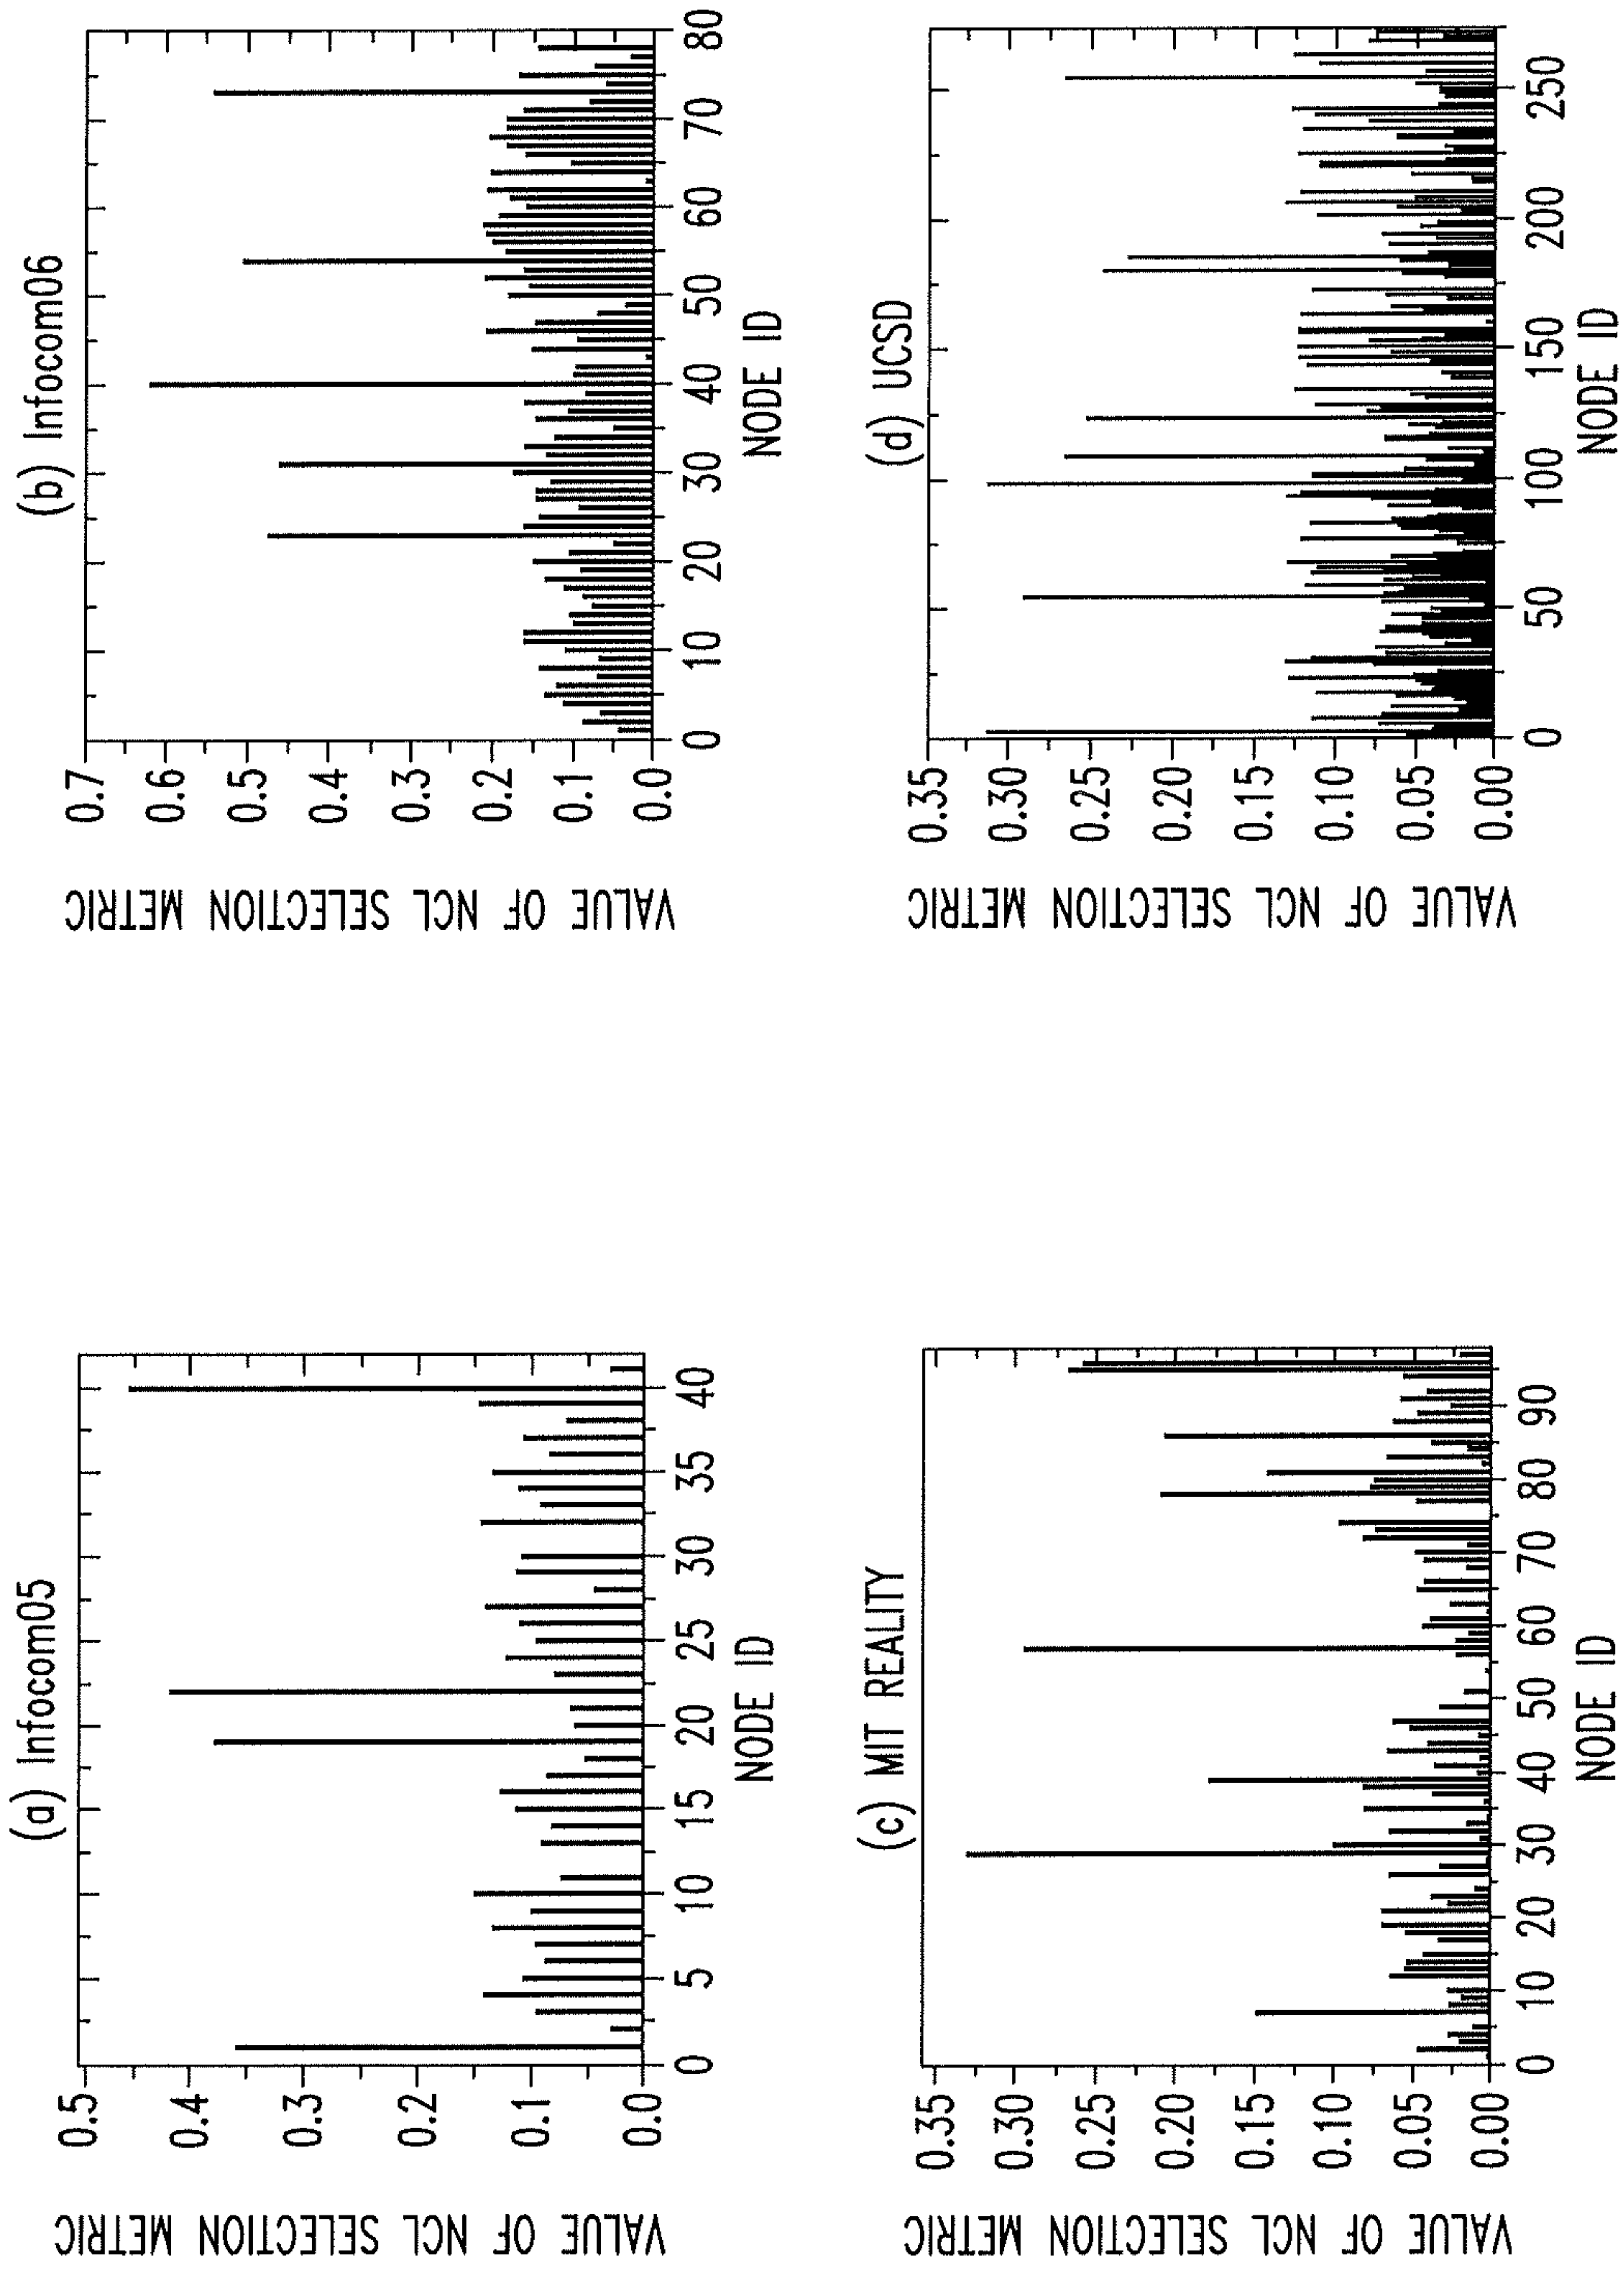 (a) Infocom05
VALUE OF NCL SELECTION METRIC
0.5
0.4
0.3
0.2
0.1
0.0
0 5 10 15 20 25 30 35 40
NODE ID
(b) Infocom06
VALUE OF NCL SELECTION METRIC
0.7
0.6
0.5
0.4
0.3
0.2
0.1
0.0
0 10 20 30 40 50 60 70 80
NODE ID
(c) MIT REALITY
VALUE OF NCL SELECTION METRIC
0.35
0.30
0.25
0.20
0.15
0.10
0.05
0.00
0 10 20 30 40 50 60 70 80 90
NODE ID
(d) UCSD
VALUE OF NCL SELECTION METRIC
0.35
0.30
0.25
0.20
0.15
0.10
0.05
0.00
0 50 100 150 200 250
NODE ID